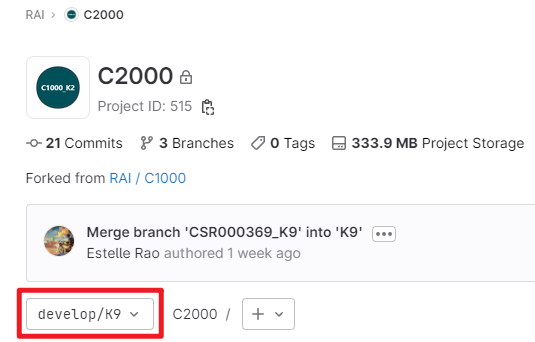 RAI › C2000
C1000_K2
C2000
Project ID: 515
21 Commits 3 Branches 0 Tags 333.9 MB Project Storage
Forked from RAI / C1000
Merge branch 'CSR000369_K9' into 'K9'
Estelle Rao authored 1 week ago
develop/K9 C2000 / +